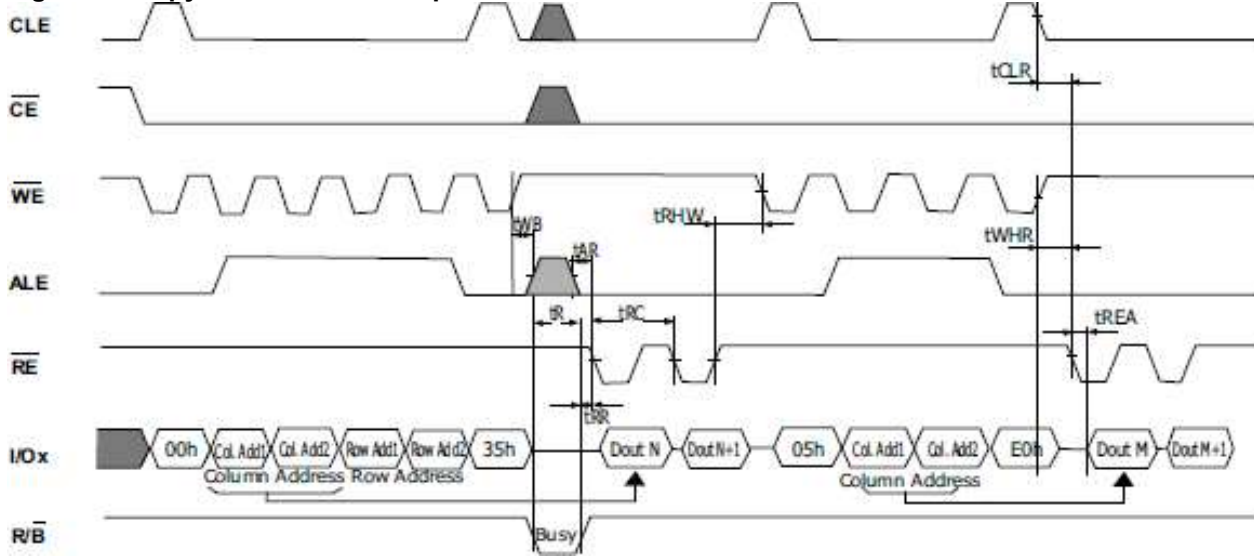 CLE
tCLR
CE
WE
tWB
tRHW
tWHR
tAR
ALE
tR
tRC
tREA
RE
tRR
I/Ox
00h Col. Add1 Col. Add2 Row Add1 Row Add2 35h Dout N Dout N+1 05h Col. Add1 Col. Add2 E0h Dout M Dout M+1
Column Address Row Address
Column Address
R/B
Busy